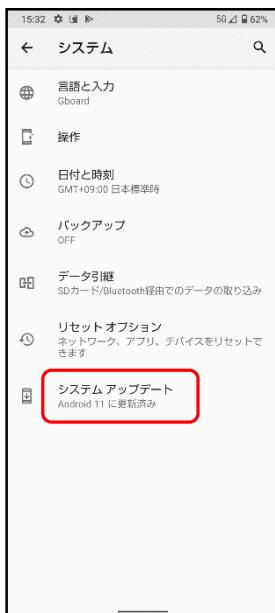 15:32 5G 62%
システム
言語と入力
Gboard
操作
日付と時刻
GMT+09:00 日本標準時
バックアップ
OFF
データ引継
SDカード/Bluetooth経由でのデータの取り込み
リセット オプション
ネットワーク、アプリ、デバイスをリセットで
きます
システム アップデート
Android 11 に更新済み